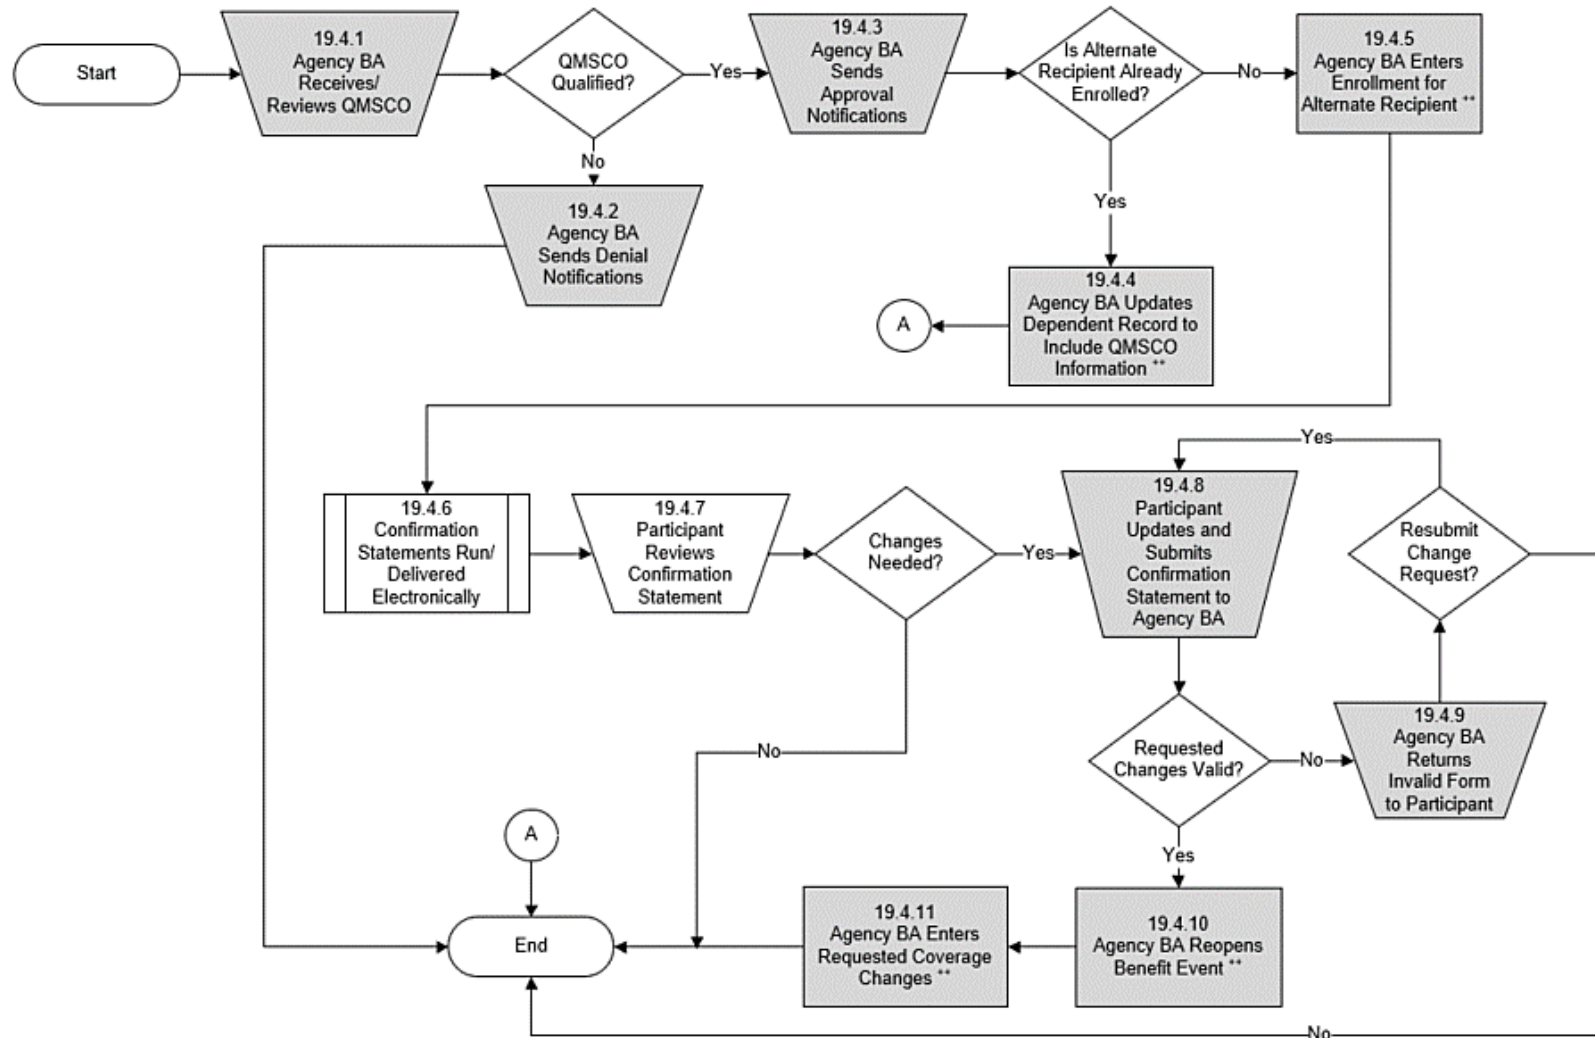 Start
19.4.1
Agency BA
Receives/
Reviews QMSCO
QMSCO
Qualified?
Yes
19.4.3
Agency BA
Sends
Approval
Notifications
Is Alternate
Recipient Already
Enrolled?
No
19.4.5
Agency BA Enters
Enrollment for
Alternate Recipient ++
No
19.4.2
Agency BA
Sends Denial
Notifications
Yes
19.4.4
Agency BA Updates
Dependent Record to
Include QMSCO
Information ++
A
19.4.6
Confirmation
Statements Run/
Delivered
Electronically
19.4.7
Participant
Reviews
Confirmation
Statement
Changes
Needed?
Yes
19.4.8
Participant
Updates and
Submits
Confirmation
Statement to
Agency BA
Yes
Resubmit
Change
Request?
No
Requested
Changes Valid?
No
19.4.9
Agency BA
Returns
Invalid Form
to Participant
Yes
A
End
19.4.11
Agency BA Enters
Requested Coverage
Changes ++
19.4.10
Agency BA Reopens
Benefit Event ++
No